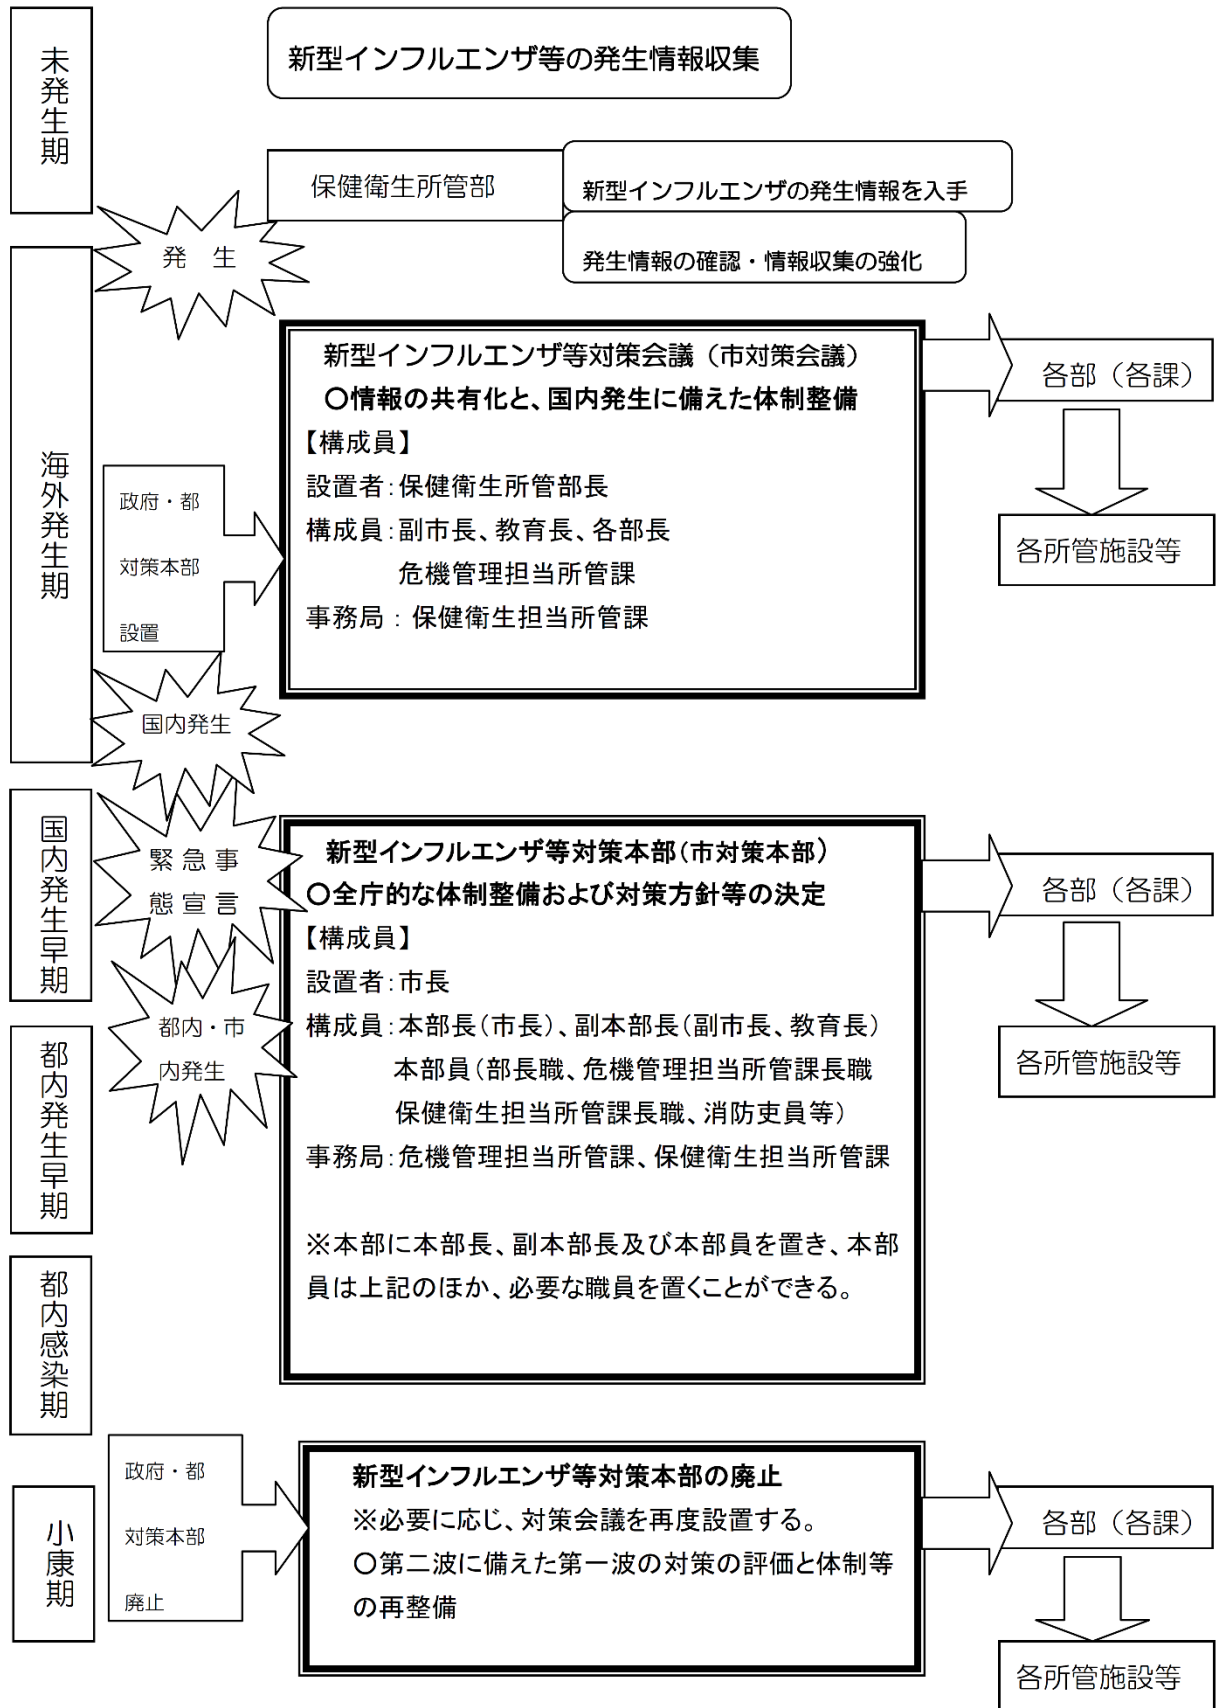 未発生期
新型インフルエンザ等の発生情報収集
保健衛生所管部
新型インフルエンザの発生情報を入手
発生情報の確認・情報収集の強化
発　生
海外発生期
新型インフルエンザ等対策会議（市対策会議）
〇情報の共有化と、国内発生に備えた体制整備
【構成員】
設置者：保健衛生所管部長
構成員：副市長、教育長、各部長
危機管理担当所管課
事務局：保健衛生担当所管課
各部（各課）
各所管施設等
政府・都
対策本部
設置
国内発生
国内発生早期
緊急事
態宣言
新型インフルエンザ等対策本部（市対策本部）
〇全庁的な体制整備および対策方針等の決定
【構成員】
設置者：市長
構成員：本部長（市長）、副本部長（副市長、教育長）
本部員（部長職、危機管理担当所管課長職
保健衛生担当所管課長職、消防吏員等）
事務局：危機管理担当所管課、保健衛生担当所管課
※本部に本部長、副本部長及び本部員を置き、本部
員は上記のほか、必要な職員を置くことができる。
各部（各課）
各所管施設等
都内・市
内発生
都内発生早期
都内感染期
小康期
政府・都
対策本部
廃止
新型インフルエンザ等対策本部の廃止
※必要に応じ、対策会議を再度設置する。
〇第二波に備えた第一波の対策の評価と体制等
の再整備
各部（各課）
各所管施設等